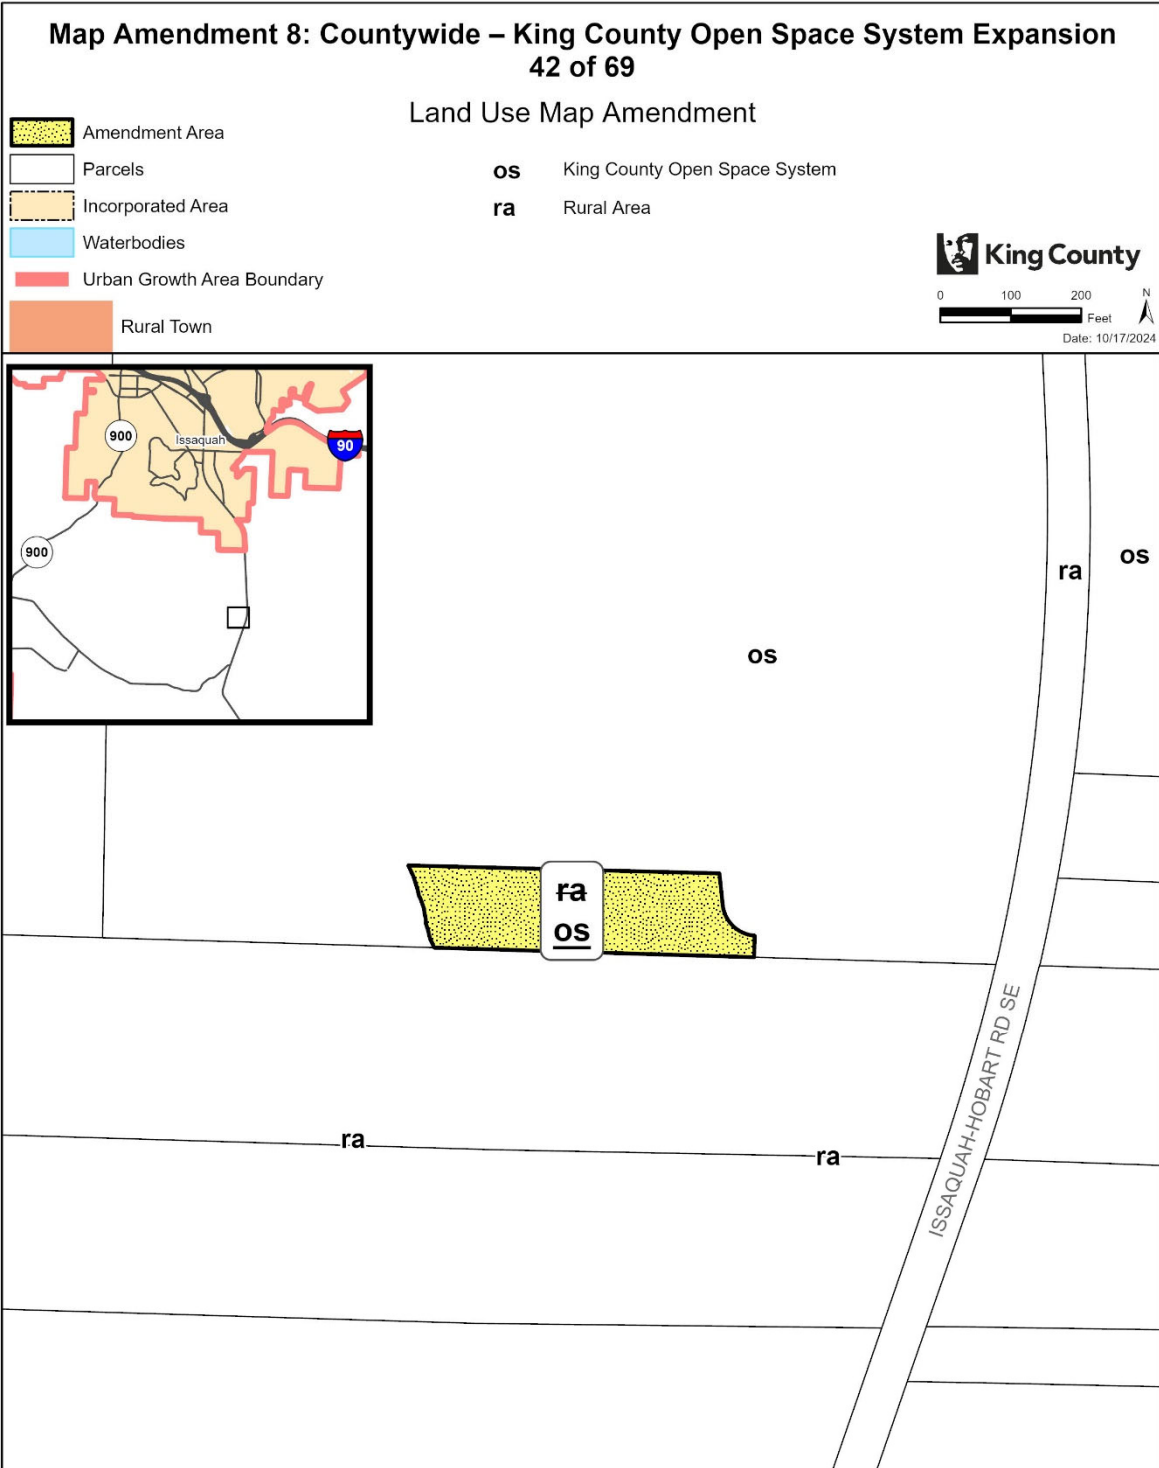 Map Amendment 8: Countywide – King County Open Space System Expansion
42 of 69
Land Use Map Amendment
Amendment Area
Parcels
Incorporated Area
Waterbodies
Urban Growth Area Boundary
Rural Town
os King County Open Space System
ra Rural Area
King County
0 100 200
Feet
N
Date: 10/17/2024
900
Issaquah
90
900
ra
os
os
ra
os
ISSAQUAH-HOBART RD SE
ra
ra